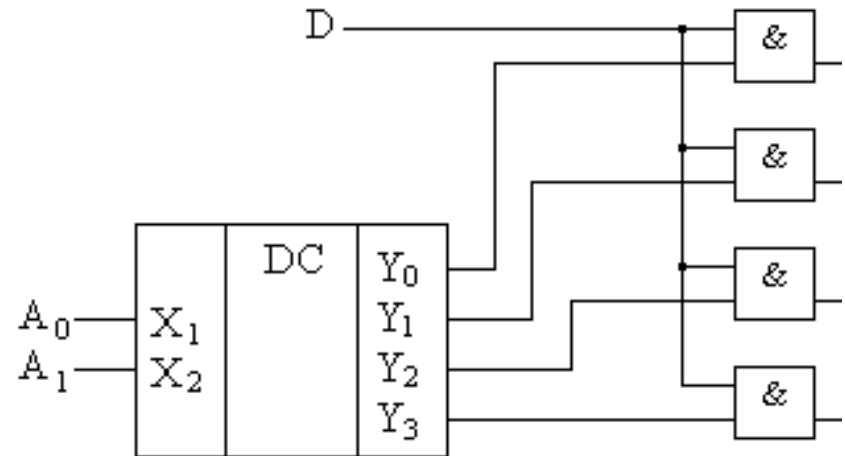 D
&
&
DC
Y₀
A₀ X₁ Y₁
&
A₁ X₂ Y₂
Y₃
&